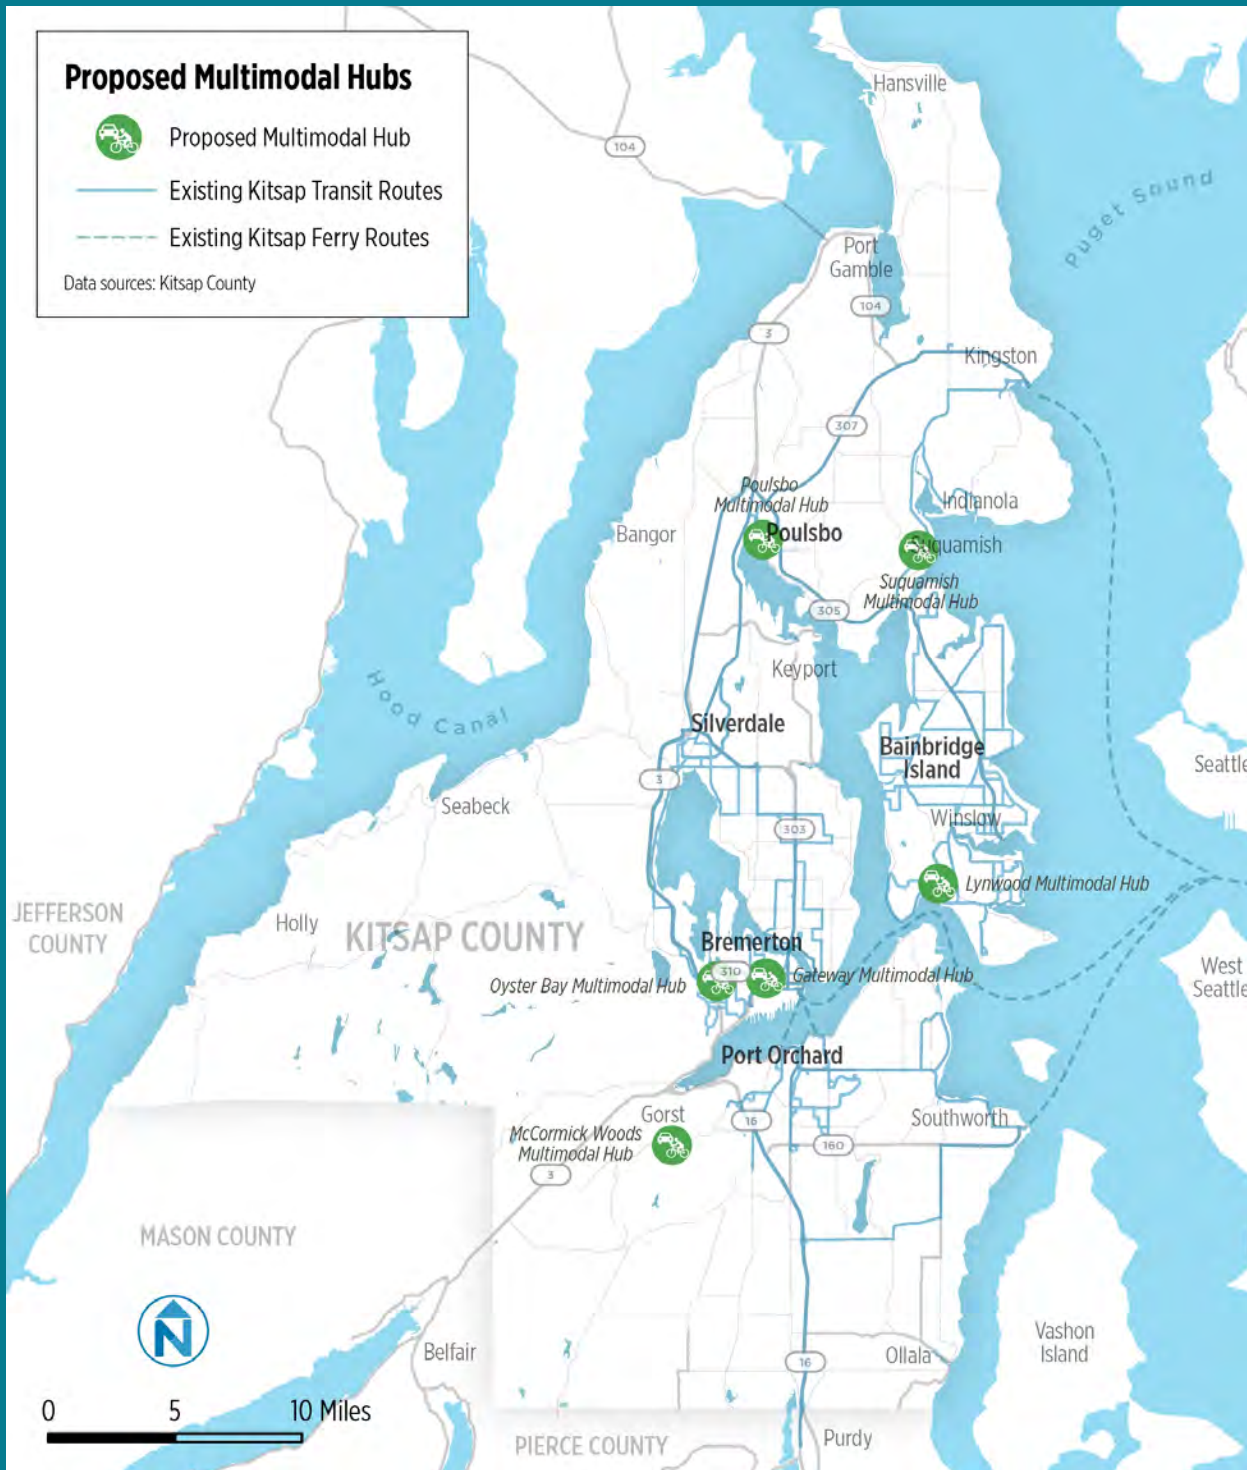 Proposed Multimodal Hubs
Proposed Multimodal Hub
Existing Kitsap Transit Routes
Existing Kitsap Ferry Routes
Data sources: Kitsap County
Hansville
104
Puget Sound
Port
Gamble
104
3
Kingston
307
Poulsbo
Multimodal Hub
Indianola
Bangor
Poulsbo
Suquamish
Suquamish
Multimodal Hub
305
Keyport
Hood Canal
Silverdale
Bainbridge
Island
Seattle
3
Seabeck
Winslow
303
Lynwood Multimodal Hub
JEFFERSON
COUNTY
Holly
KITSAP COUNTY
Bremerton
310
Gateway Multimodal Hub
Oyster Bay Multimodal Hub
West
Seattle
Port Orchard
Gorst
16
Southworth
McCormick Woods
Multimodal Hub
160
3
MASON COUNTY
N
Vashon
Island
Belfair
16
Ollala
0 5 10 Miles
PIERCE COUNTY
Purdy